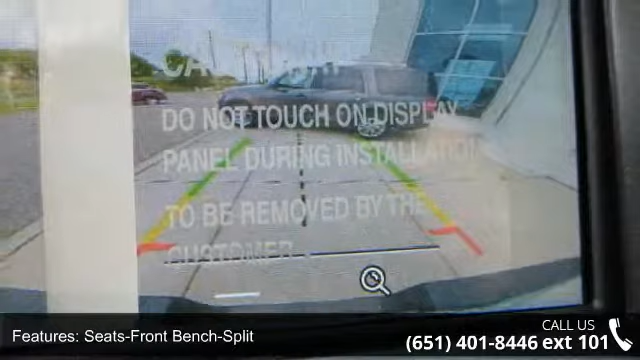 CAUTION!
DO NOT TOUCH ON DISPLAY
PANEL DURING INSTALLATION
TO BE REMOVED BY THE
CUSTOMER.
Features: Seats-Front Bench-Split
CALL US
(651) 401-8446 ext 101